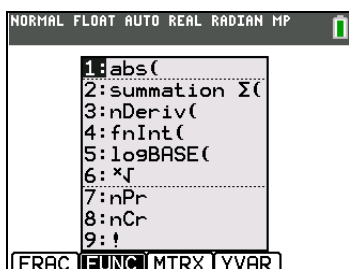 NORMAL FLOAT AUTO REAL RADIAN MP
1:abs(
2:summation Σ(
3:nDeriv(
4:fnInt(
5:logBASE(
6:ˣ√
7:nPr
8:nCr
9:!
FRAC FUNC MTRX YVAR